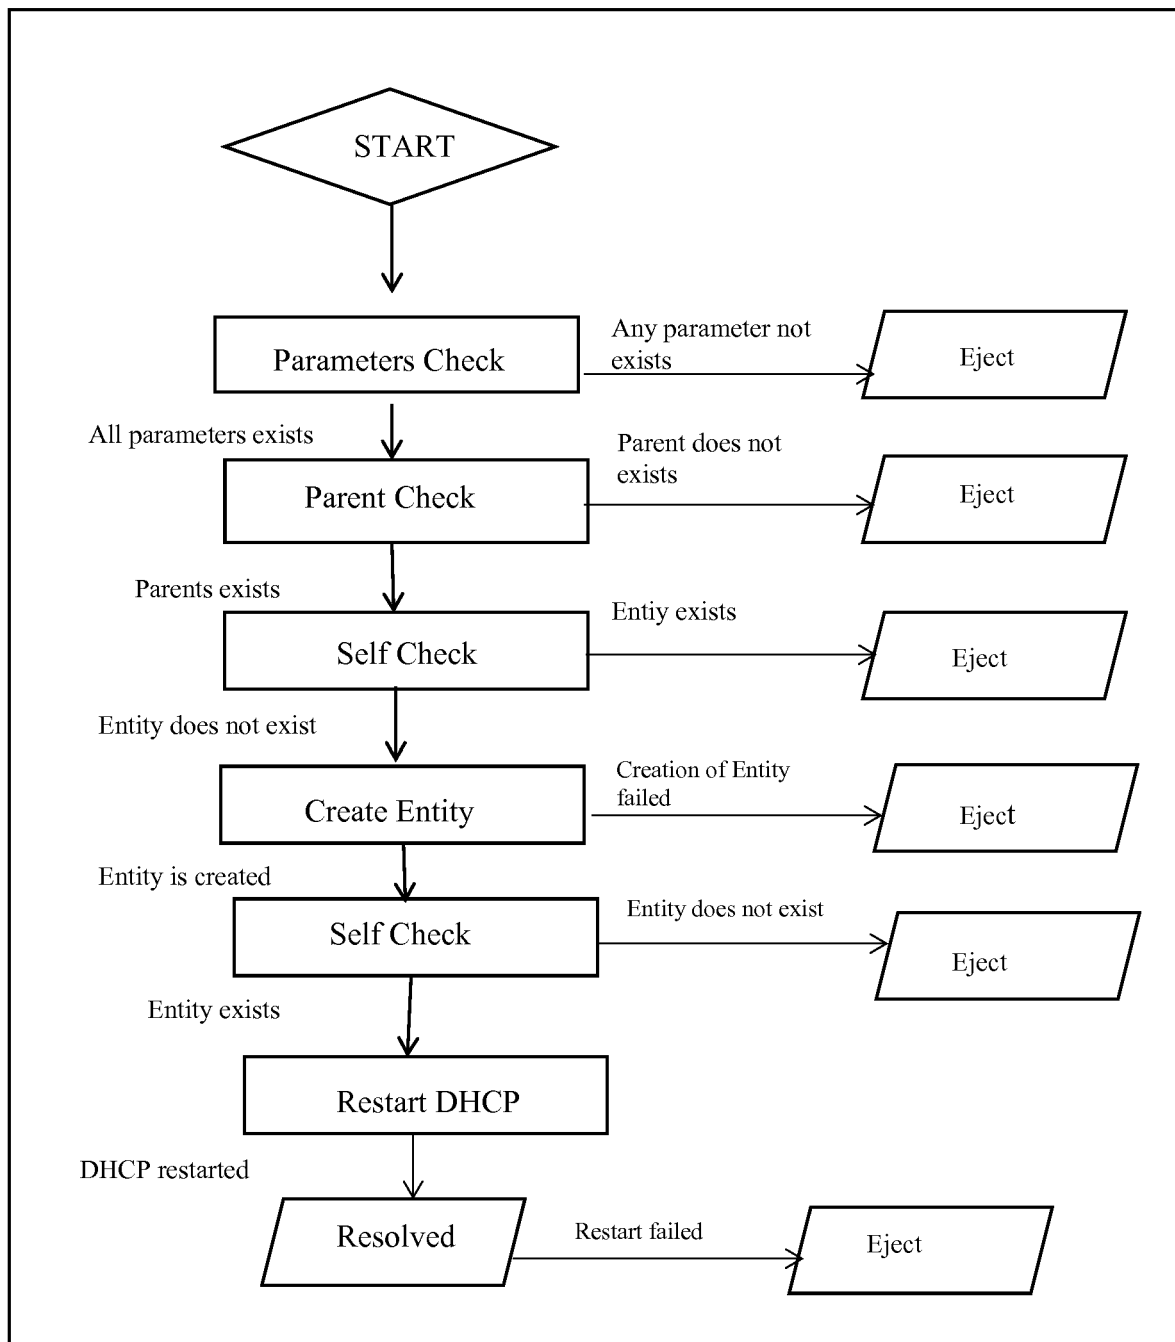 START
Parameters Check
Any parameter not
exists
Eject
All parameters exists
Parent Check
Parent does not
exists
Eject
Parents exists
Self Check
Entiy exists
Eject
Entity does not exist
Create Entity
Creation of Entity
failed
Eject
Entity is created
Self Check
Entity does not exist
Eject
Entity exists
Restart DHCP
DHCP restarted
Resolved
Restart failed
Eject